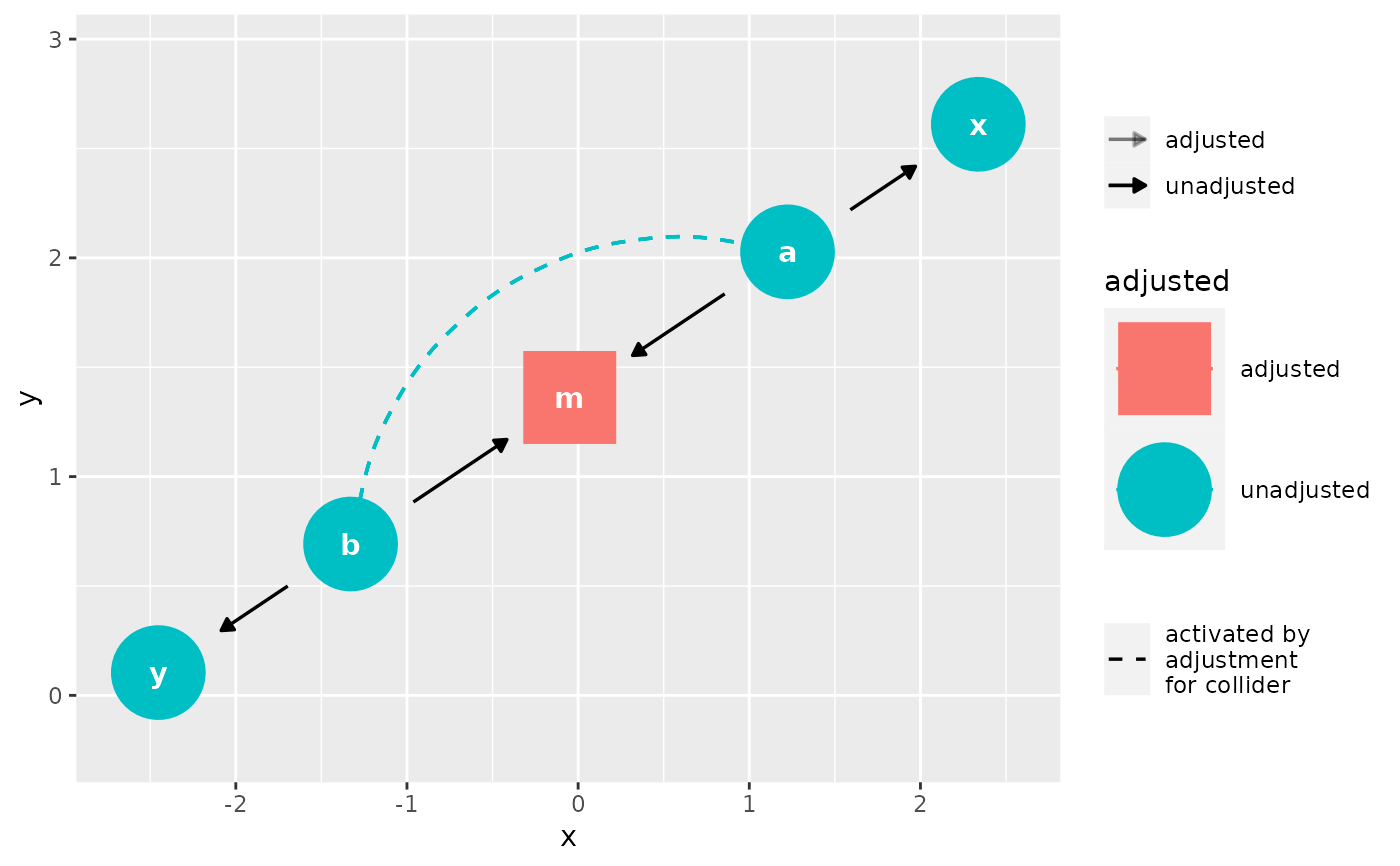 3
2
1
0
y
x
a
m
b
y
-2
-1
0
1
2
x
adjusted
unadjusted
adjusted
adjusted
unadjusted
activated by
adjustment
for collider